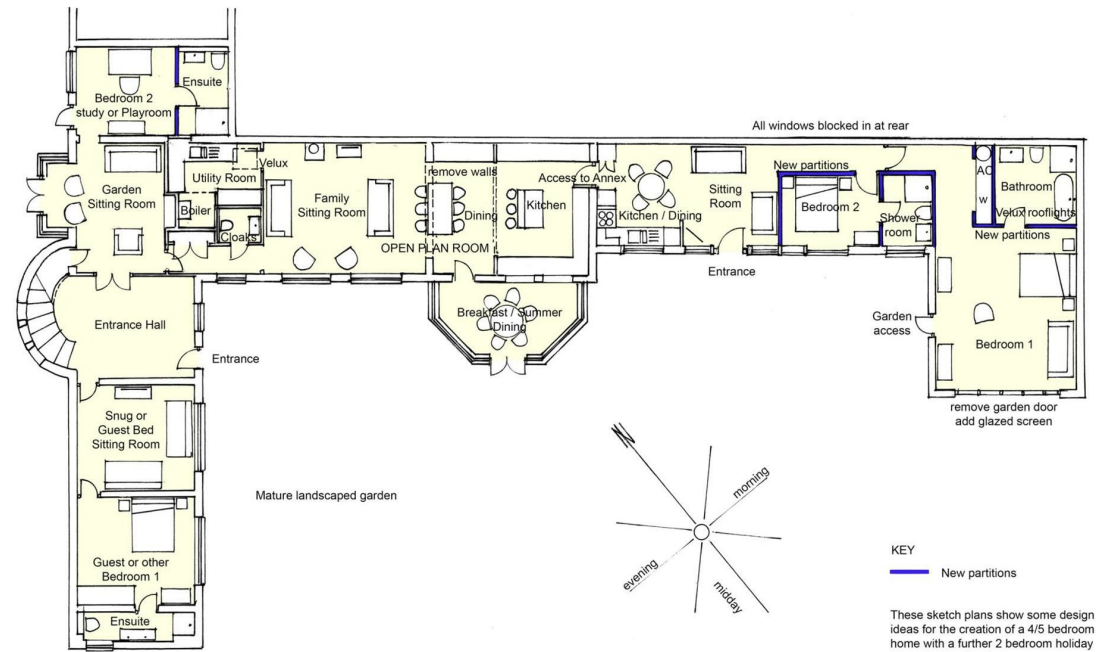 Bedroom 2
study or Playroom
Ensuite
All windows blocked in at rear
Garden
Sitting Room
Utility Room
Velux
Boiler
Cloaks
Family
Sitting Room
remove walls
Dining
OPEN PLAN ROOM
Kitchen
Access to Annex
Kitchen / Dining
Sitting
Room
New partitions
Bedroom 2
Shower
room
AC
w
Bathroom
Velux rooflights
New partitions
Entrance
Breakfast / Summer
Dining
Garden
access
Bedroom 1
remove garden door
add glazed screen
Entrance Hall
Entrance
Snug or
Guest Bed
Sitting Room
Mature landscaped garden
Guest or other
Bedroom 1
Ensuite
N
morning
evening
midday
KEY
New partitions
These sketch plans show some design
ideas for the creation of a 4/5 bedroom
home with a further 2 bedroom holiday